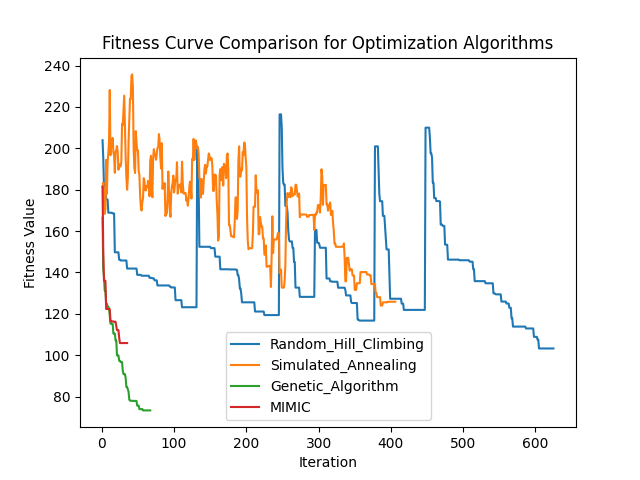 Fitness Curve Comparison for Optimization Algorithms
240
220
200
180
160
140
120
100
80
Fitness Value
Random_Hill_Climbing
Simulated_Annealing
Genetic_Algorithm
MIMIC
0 100 200 300 400 500 600
Iteration